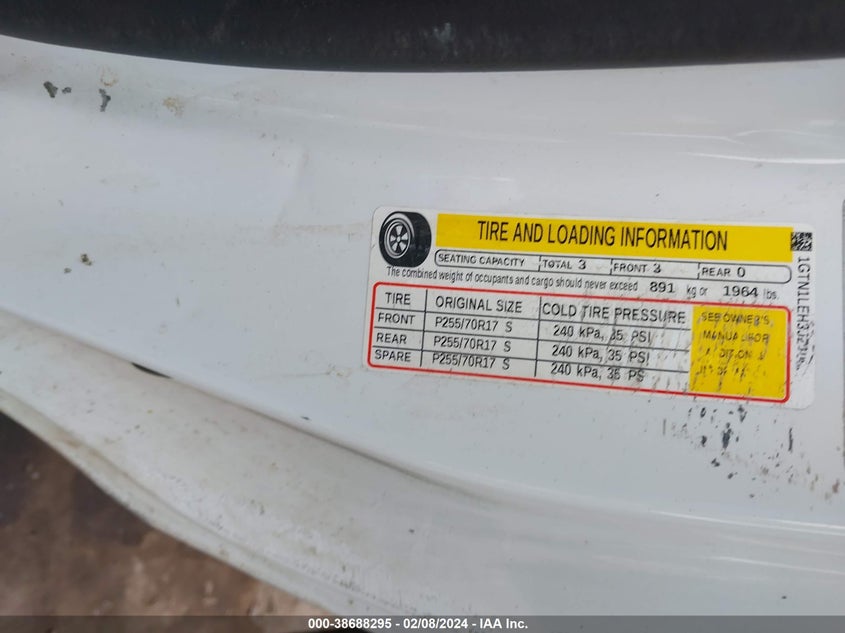 TIRE AND LOADING INFORMATION
SEATING CAPACITY TOTAL 3 FRONT 3 REAR 0
The combined weight of occupants and cargo should never exceed 891 kg or 1964 lbs.
TIRE ORIGINAL SIZE COLD TIRE PRESSURE
FRONT P255/70R17 S 240 kPa, 35 PSI
REAR P255/70R17 S 240 kPa, 35 PSI
SPARE P255/70R17 S 240 kPa, 35 PSI
SEE OWNER'S
MANUAL FOR
000-38688295 - 02/08/2024 - IAA Inc.